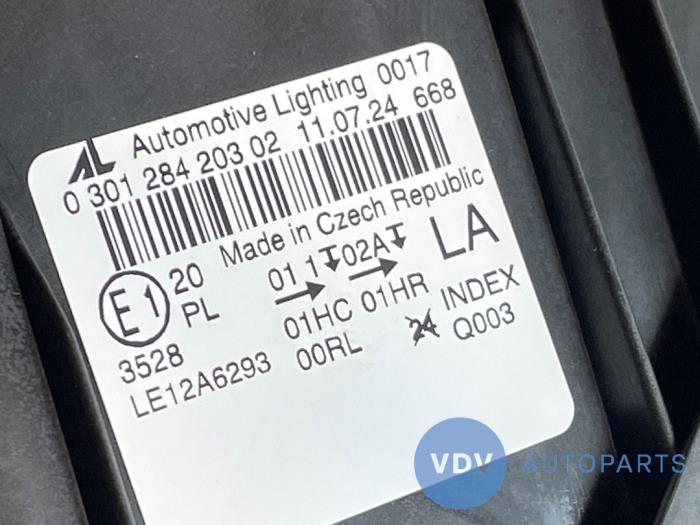 AL Automotive Lighting 0017
0 301 284 203 02 11.07.24 668
Made in Czech Republic
E1 20 01 1 02A LA
PL
3528 01HC 01HR INDEX
LE12A6293 00RL 24 Q003
VDV AUTOPARTS